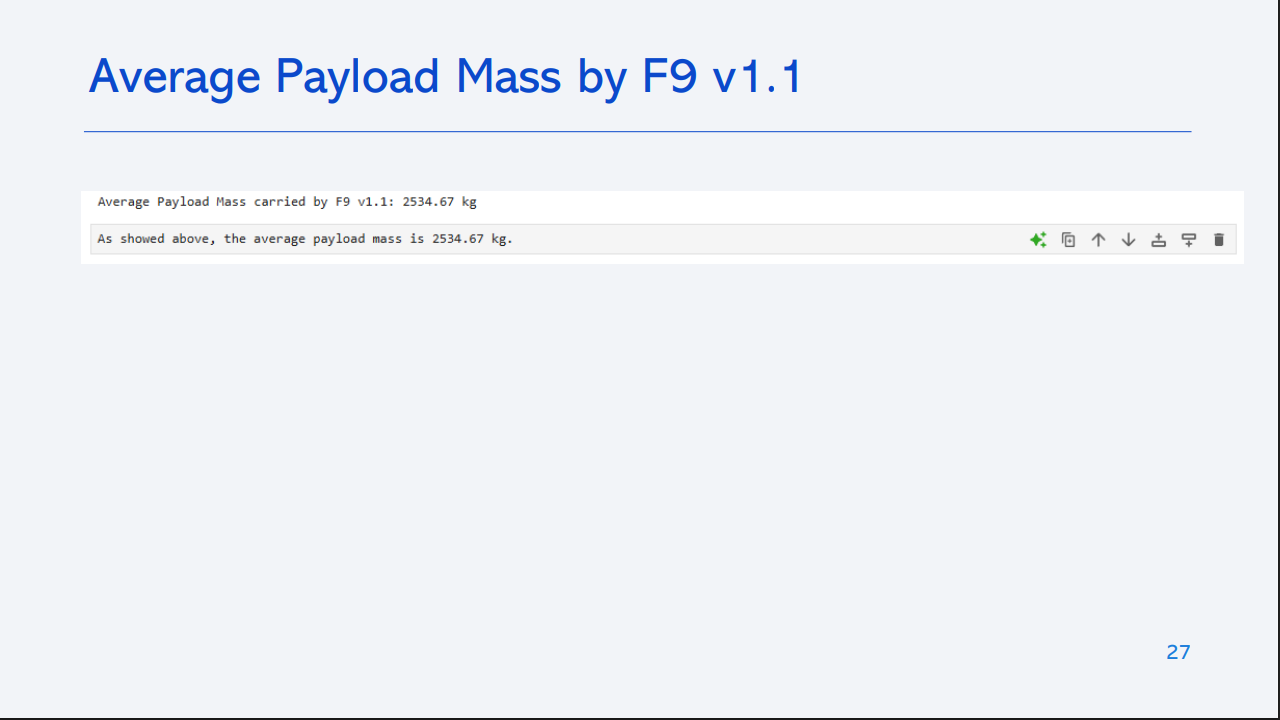 Average Payload Mass by F9 v1.1
Average Payload Mass carried by F9 v1.1: 2534.67 kg
As showed above, the average payload mass is 2534.67 kg.
27